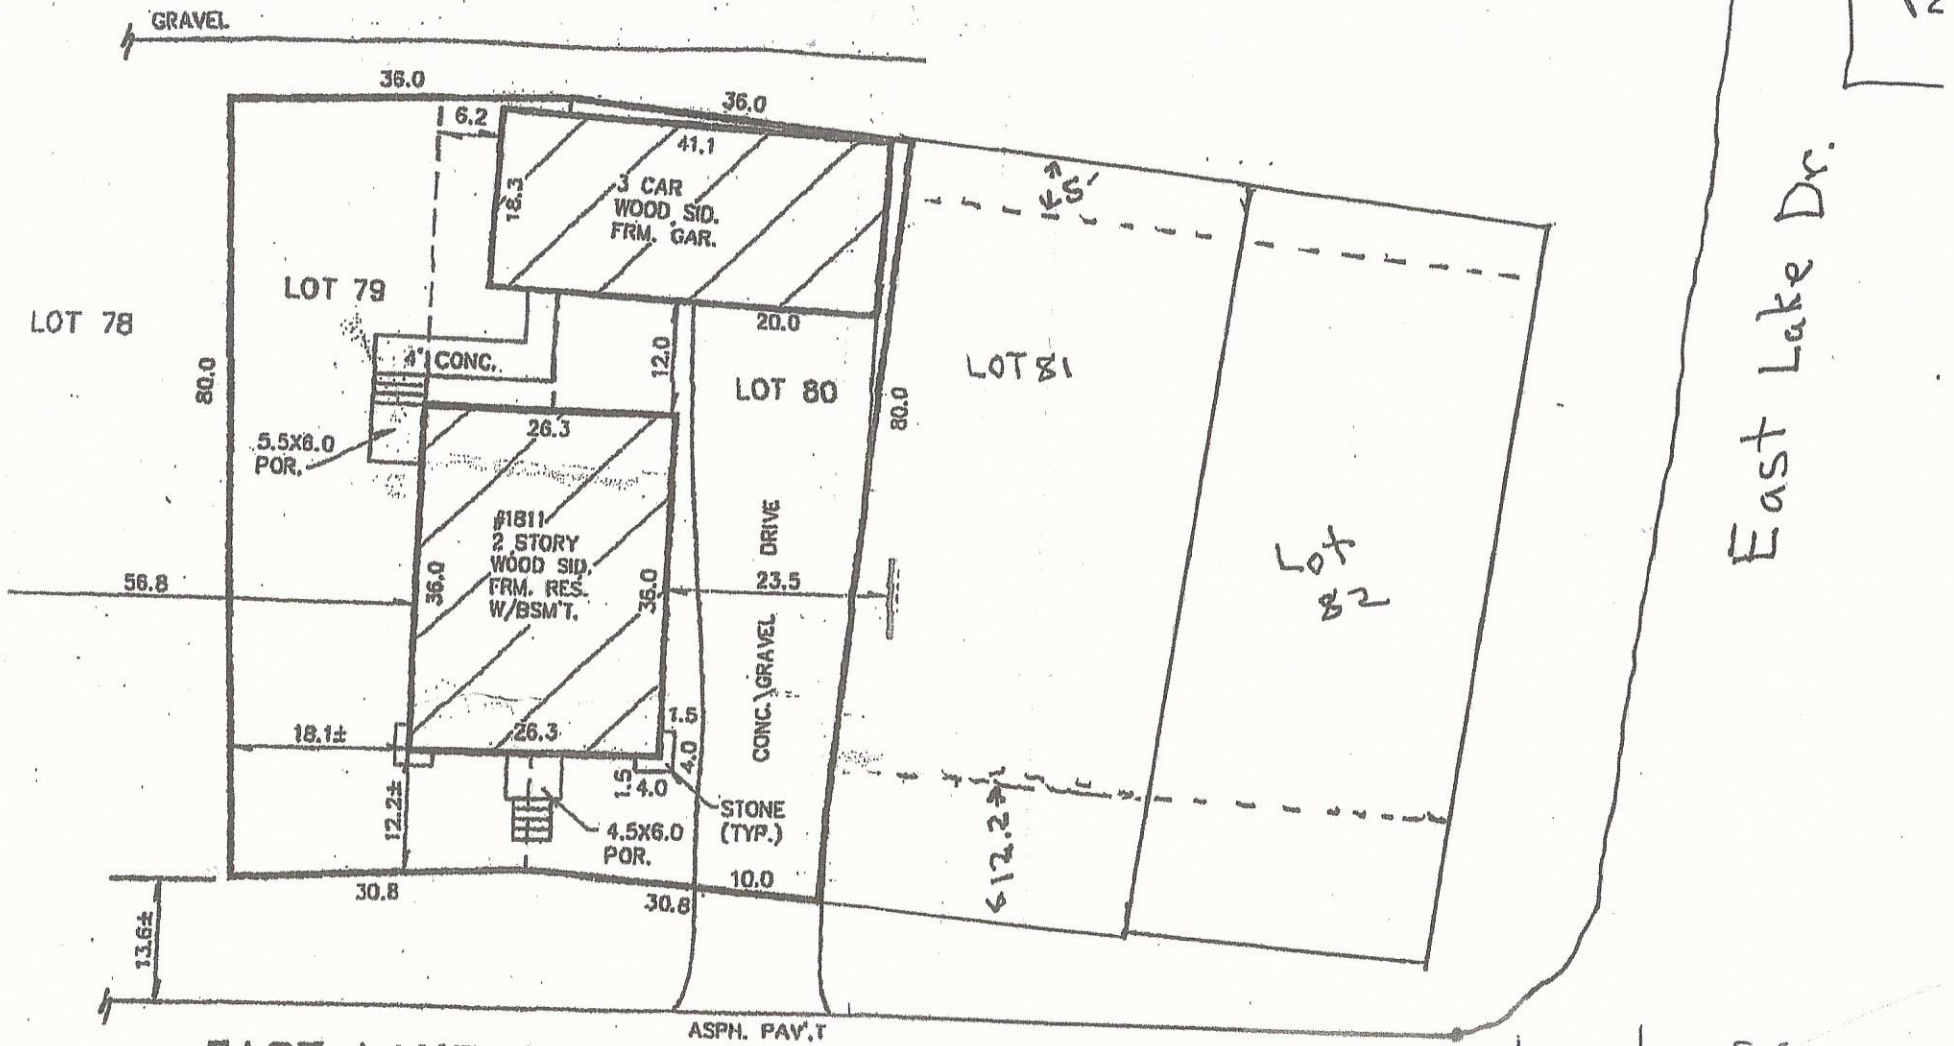 GRAVEL
36.0
36.0
6.2
41.1
18.3
3 CAR
WOOD SID.
FRM. GAR.
5'
East Lake Dr.
LOT 79
LOT 78
20.0
12.0
4' CONC.
LOT 80
LOT 81
80.0
80.0
26.3
5.5X6.0
POR.
#1811
2 STORY
WOOD SID.
FRM. RES.
W/BSM'T.
36.0
36.0
56.8
23.5
CONC.\GRAVEL DRIVE
Lot
82
18.1±
26.3
1.5
4.0
12.2±
1.5
4.0
STONE
(TYP.)
4.5X6.0
POR.
12.2
30.8
10.0
30.8
13.6±
ASPH. PAV'T